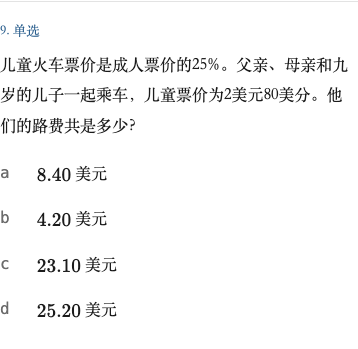 9. 单选
儿童火车票价是成人票价的25%。父亲、母亲和九
岁的儿子一起乘车，儿童票价为2美元80美分。他
们的路费共是多少?
a 8.40 美元
b 4.20 美元
c 23.10 美元
d 25.20 美元